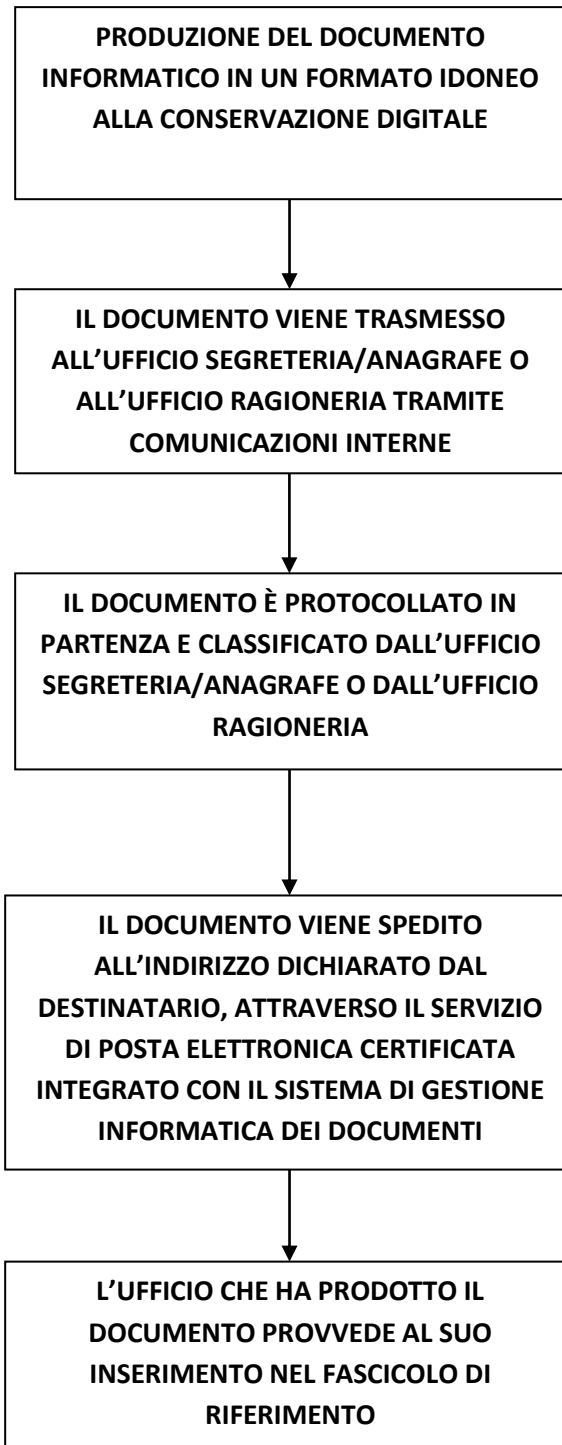 PRODUZIONE DEL DOCUMENTO
INFORMATICO IN UN FORMATO IDONEO
ALLA CONSERVAZIONE DIGITALE
IL DOCUMENTO VIENE TRASMESSO
ALL’UFFICIO SEGRETERIA/ANAGRAFE O
ALL’UFFICIO RAGIONERIA TRAMITE
COMUNICAZIONI INTERNE
IL DOCUMENTO È PROTOCOLLATO IN
PARTENZA E CLASSIFICATO DALL’UFFICIO
SEGRETERIA/ANAGRAFE O DALL’UFFICIO
RAGIONERIA
IL DOCUMENTO VIENE SPEDITO
ALL’INDIRIZZO DICHIARATO DAL
DESTINATARIO, ATTRAVERSO IL SERVIZIO
DI POSTA ELETTRONICA CERTIFICATA
INTEGRATO CON IL SISTEMA DI GESTIONE
INFORMATICA DEI DOCUMENTI
L’UFFICIO CHE HA PRODOTTO IL
DOCUMENTO PROVVEDE AL SUO
INSERIMENTO NEL FASCICOLO DI
RIFERIMENTO